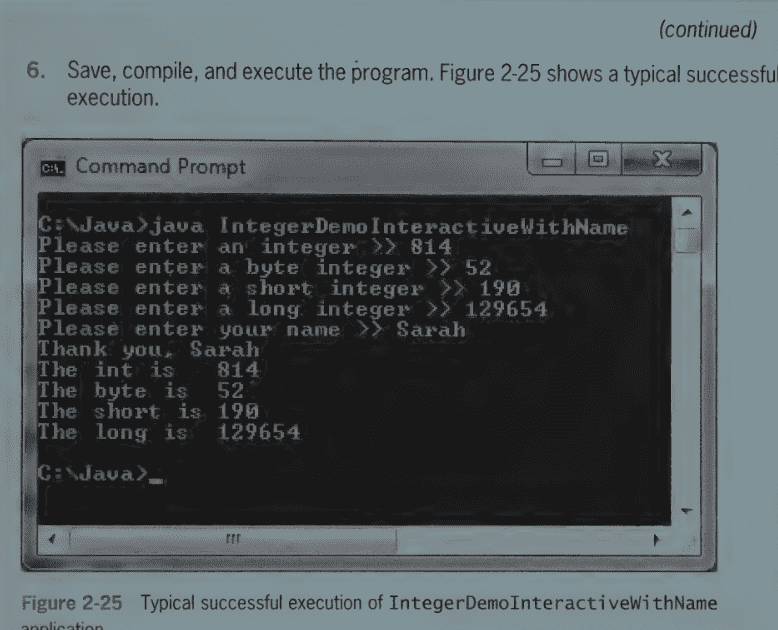 (continued)
6. Save, compile, and execute the program. Figure 2-25 shows a typical successful
execution.
Command Prompt
C:\Java>java IntegerDemoInteractiveWithName
Please enter an integer >> 814
Please enter a byte integer >> 52
Please enter a short integer >> 190
Please enter a long integer >> 129654
Please enter your name >> Sarah
Thank you, Sarah
The int is 814
The byte is 52
The short is 190
The long is 129654
C:\Java>_
Figure 2-25 Typical successful execution of IntegerDemoInteractiveWithName
application